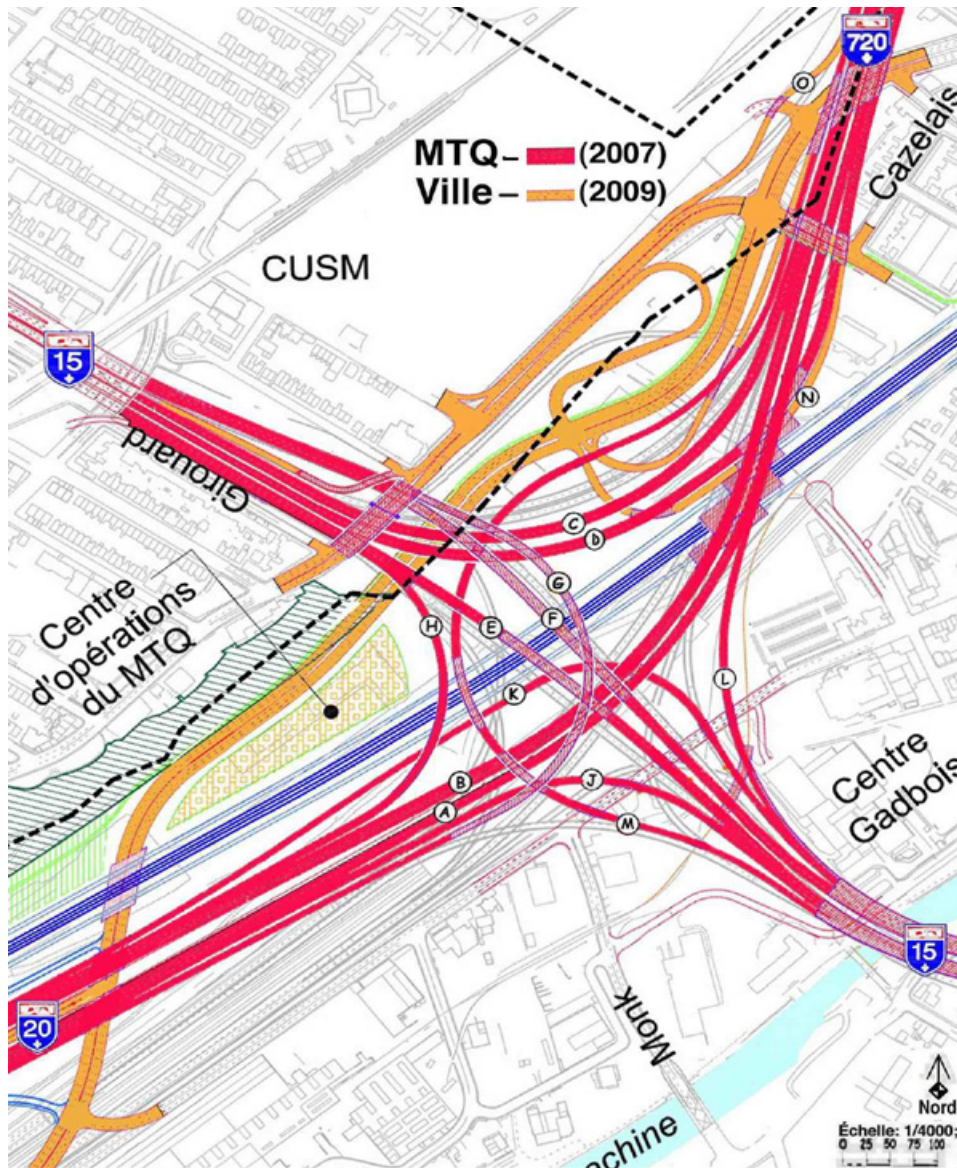 720
O
MTQ– (2007)
Ville– (2009)
Cazelais
CUSM
15
N
Girouard
C
D
G
Centre
d'opérations
du MTQ
H
E
F
K
L
B
J
A
M
Centre
Gadbois
15
20
Monk
Nord
Échelle: 1/4000;
0 25 50 75 100
achine